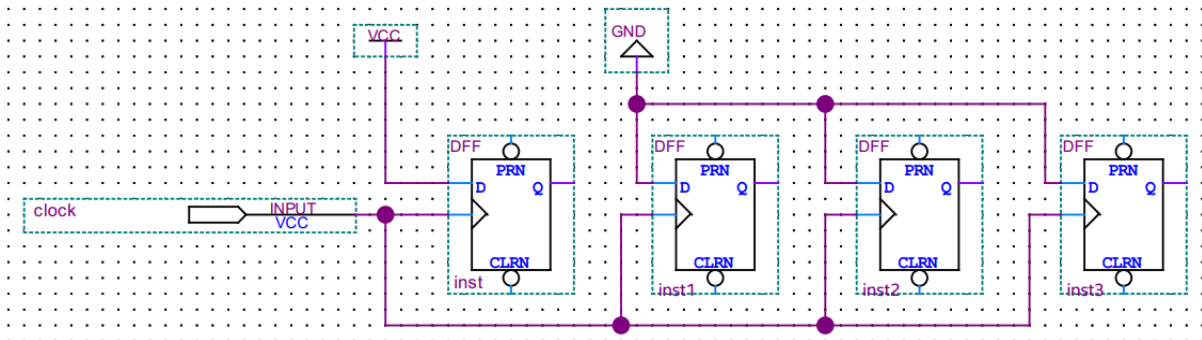 VCC
GND
clock
INPUT
VCC
DFF
PRN
D
Q
CLRN
inst
DFF
PRN
D
Q
CLRN
inst1
DFF
PRN
D
Q
CLRN
inst2
DFF
PRN
D
Q
CLRN
inst3